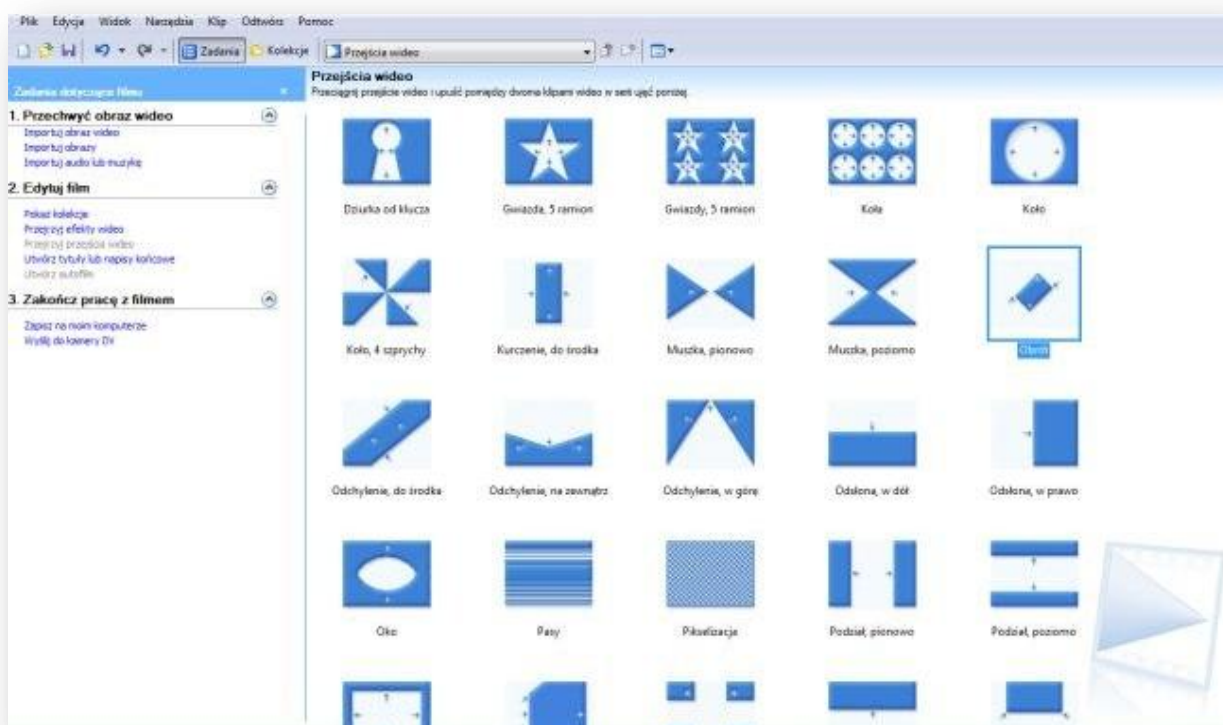 Plik Edycja Widok Narzędzia Klip Odtwórz Pomoc
Zadania Kolekcje Przejścia wideo
Zadania dotyczące filmu
Przejścia wideo
Przeciągnij przejście wideo i upuść pomiędzy dwoma klipami wideo w serii ujęć poniżej.
1. Przechwyć obraz wideo
Importuj obraz wideo
Importuj obrazy
Importuj audio lub muzykę
2. Edytuj film
Pokaż kolekcje
Przejrzyj efekty wideo
Przejrzyj przejścia wideo
Utwórz tytuły lub napisy końcowe
Utwórz autofilm
3. Zakończ pracę z filmem
Zapisz na moim komputerze
Wyślij do kamery DV
Dziurka od klucza Gwiazda, 5 ramion Gwiazdy, 5 ramion Koła Koło
Koło, 4 szprychy Kurczenie, do środka Muszka, pionowo Muszka, poziomo Obrót
Odchylenie, do środka Odchylenie, na zewnątrz Odchylenie, w górę Odsłona, w dół Odsłona, w prawo
Oko Pasy Pikselizacja Podział, pionowo Podział, poziomo